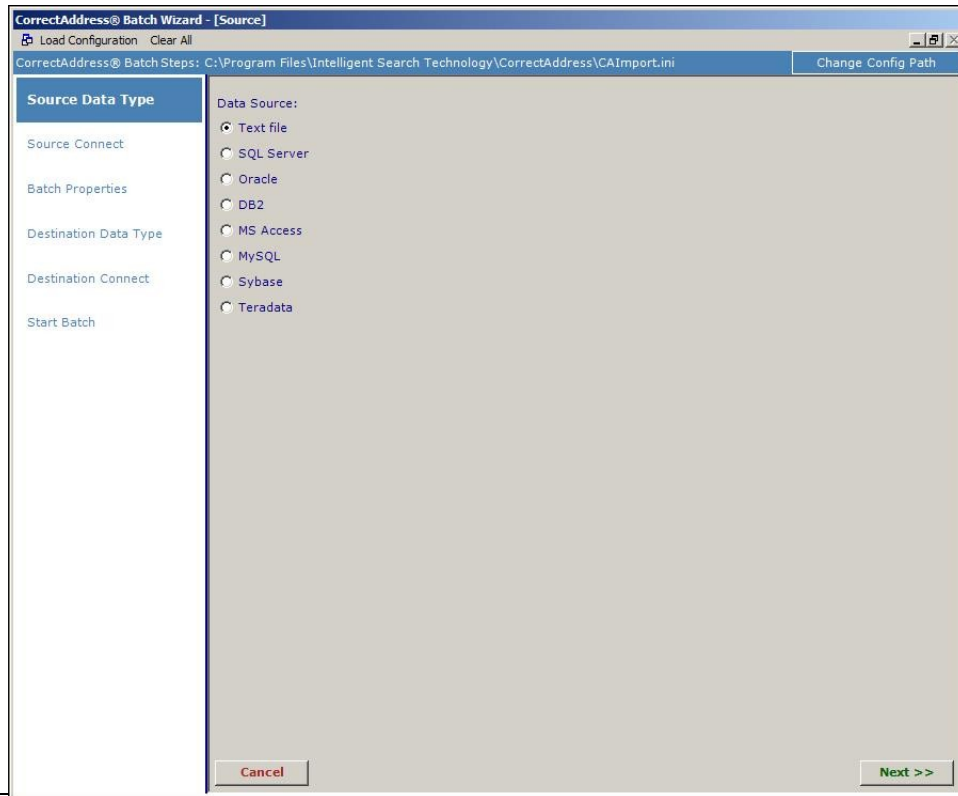 CorrectAddress® Batch Wizard - [Source]
Load Configuration Clear All
CorrectAddress® Batch Steps: C:\Program Files\Intelligent Search Technology\CorrectAddress\CAImport.ini Change Config Path
Source Data Type
Source Connect
Batch Properties
Destination Data Type
Destination Connect
Start Batch
Data Source:
Text file
SQL Server
Oracle
DB2
MS Access
MySQL
Sybase
Teradata
Cancel
Next >>